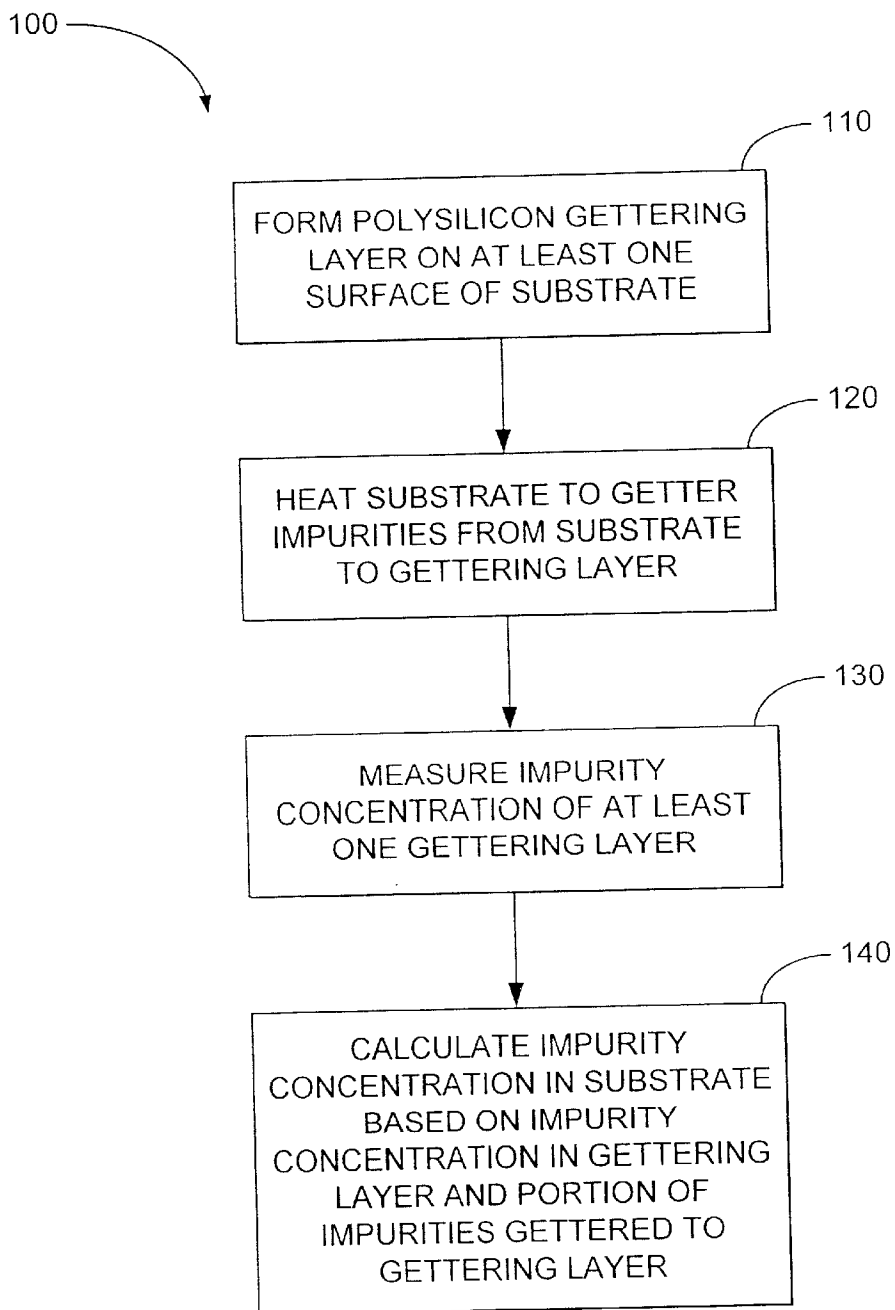 100
110
FORM POLYSILICON GETTERING
LAYER ON AT LEAST ONE
SURFACE OF SUBSTRATE
120
HEAT SUBSTRATE TO GETTER
IMPURITIES FROM SUBSTRATE
TO GETTERING LAYER
130
MEASURE IMPURITY
CONCENTRATION OF AT LEAST
ONE GETTERING LAYER
140
CALCULATE IMPURITY
CONCENTRATION IN SUBSTRATE
BASED ON IMPURITY
CONCENTRATION IN GETTERING
LAYER AND PORTION OF
IMPURITIES GETTERED TO
GETTERING LAYER